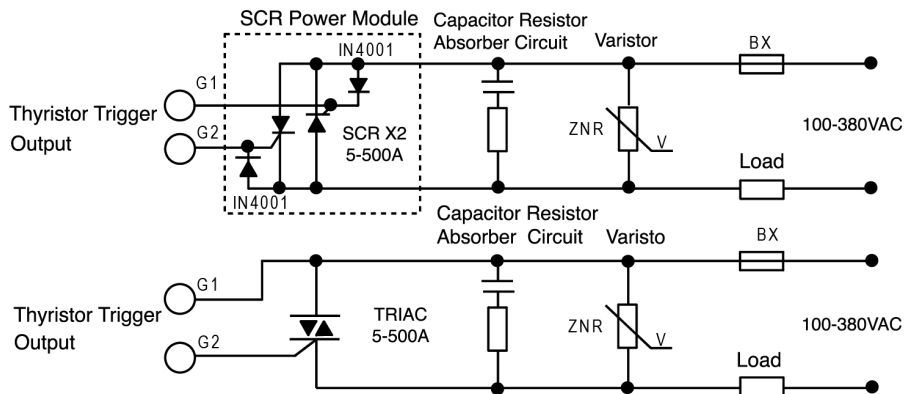 SCR Power Module
Capacitor Resistor
Absorber Circuit
Varistor
BX
IN4001
G1
Thyristor Trigger
Output
G2
SCR X2
5-500A
ZNR
V
100-380VAC
Load
IN4001
Capacitor Resistor
Absorber Circuit
Varisto
BX
G1
Thyristor Trigger
Output
G2
TRIAC
5-500A
ZNR
V
100-380VAC
Load